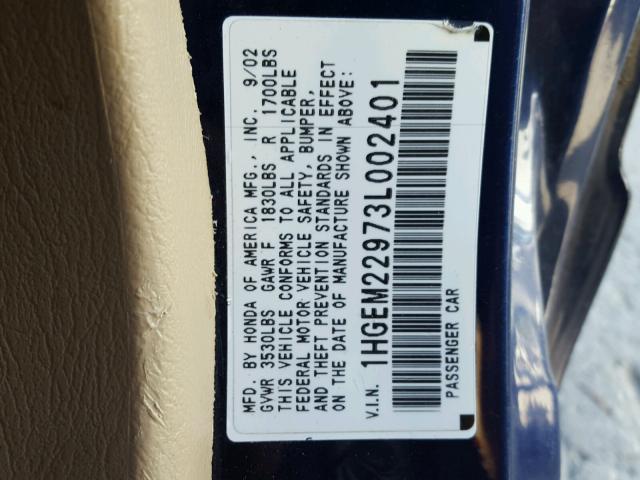 MFD. BY HONDA OF AMERICA MFG., INC. 9/02
GVWR 3530LBS GAWR F 1830LBS R 1700LBS
THIS VEHICLE CONFORMS TO ALL APPLICABLE
FEDERAL MOTOR VEHICLE SAFETY, BUMPER,
AND THEFT PREVENTION STANDARDS IN EFFECT
ON THE DATE OF MANUFACTURE SHOWN ABOVE:
V.I.N. 1HGEM22973L002401
PASSENGER CAR